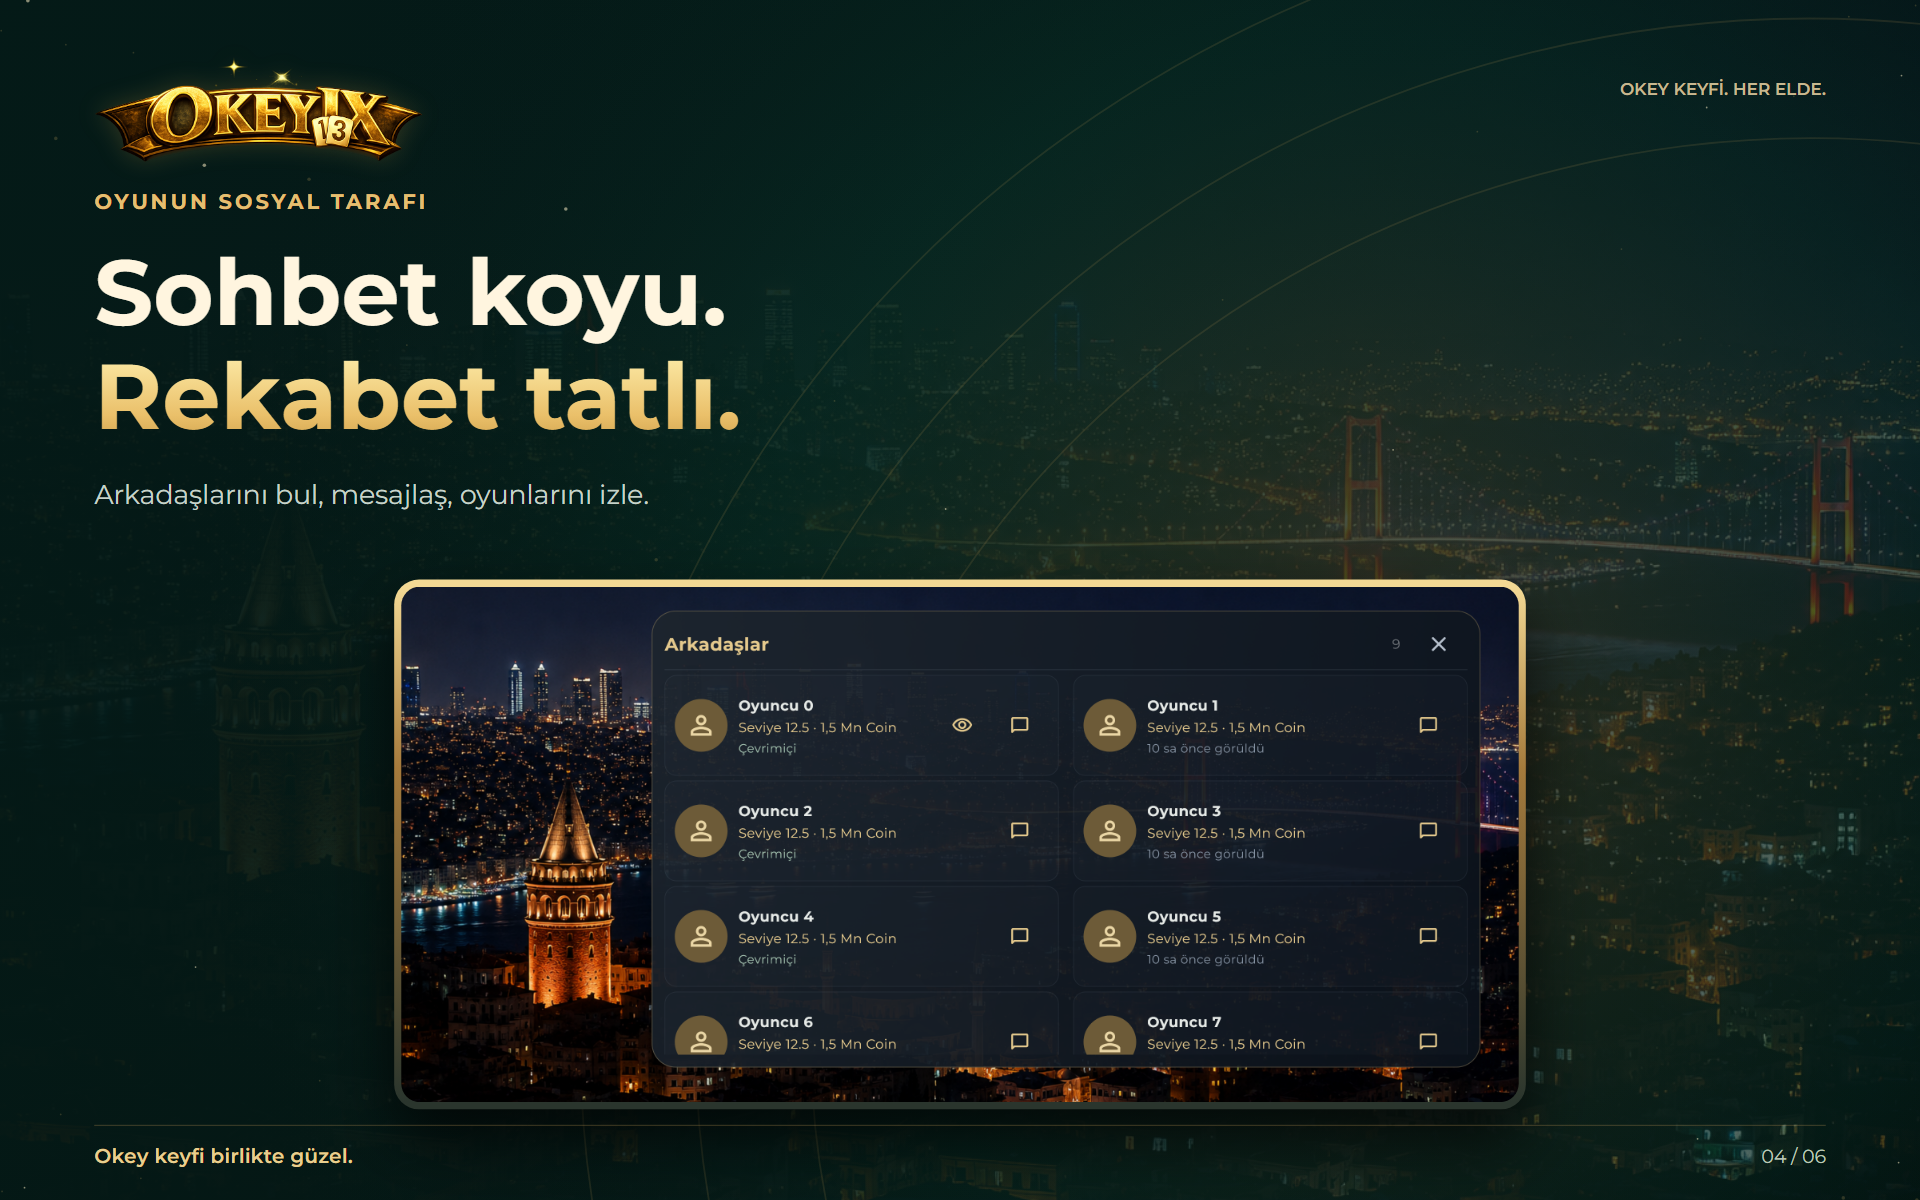 OKEYIX
13
OKEY KEYFİ. HER ELDE.
OYUNUN SOSYAL TARAFI
Sohbet koyu.
Rekabet tatlı.
Arkadaşlarını bul, mesajlaş, oyunlarını izle.
Arkadaşlar
9
Oyuncu 0
Seviye 12.5 · 1,5 Mn Coin
Çevrimiçi
Oyuncu 1
Seviye 12.5 · 1,5 Mn Coin
10 sa önce görüldü
Oyuncu 2
Seviye 12.5 · 1,5 Mn Coin
Çevrimiçi
Oyuncu 3
Seviye 12.5 · 1,5 Mn Coin
10 sa önce görüldü
Oyuncu 4
Seviye 12.5 · 1,5 Mn Coin
Çevrimiçi
Oyuncu 5
Seviye 12.5 · 1,5 Mn Coin
10 sa önce görüldü
Oyuncu 6
Seviye 12.5 · 1,5 Mn Coin
Oyuncu 7
Seviye 12.5 · 1,5 Mn Coin
Okey keyfi birlikte güzel.
04 / 06